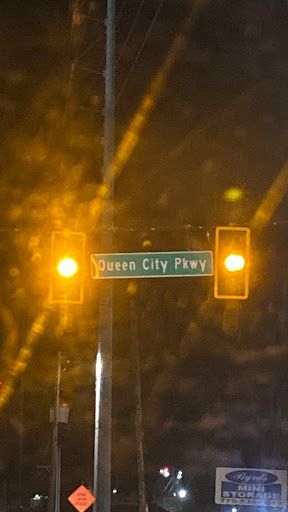 Queen City Pkwy
Byrd's
MINI
STORAGE